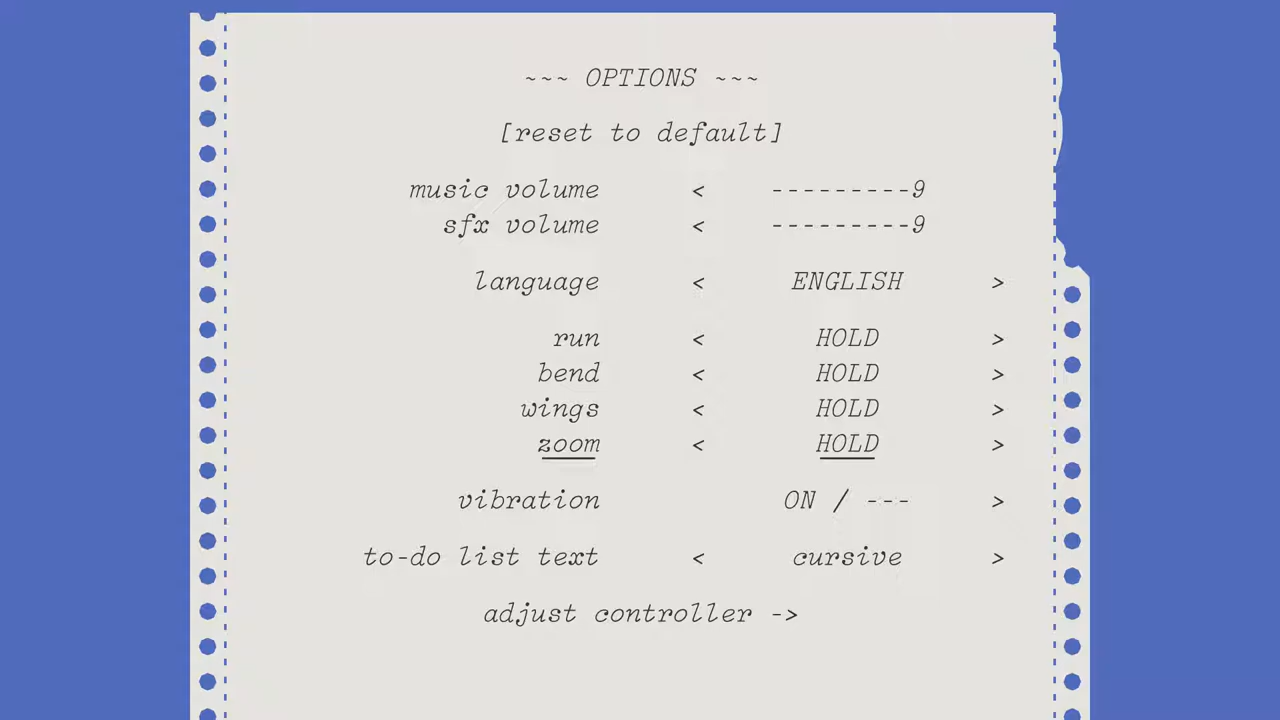 ~~~ OPTIONS ~~~
[reset to default]
music volume < ---------9
sfx volume < ---------9
language < ENGLISH >
run < HOLD >
bend < HOLD >
wings < HOLD >
zoom < HOLD >
vibration ON / --- >
to-do list text < cursive >
adjust controller ->